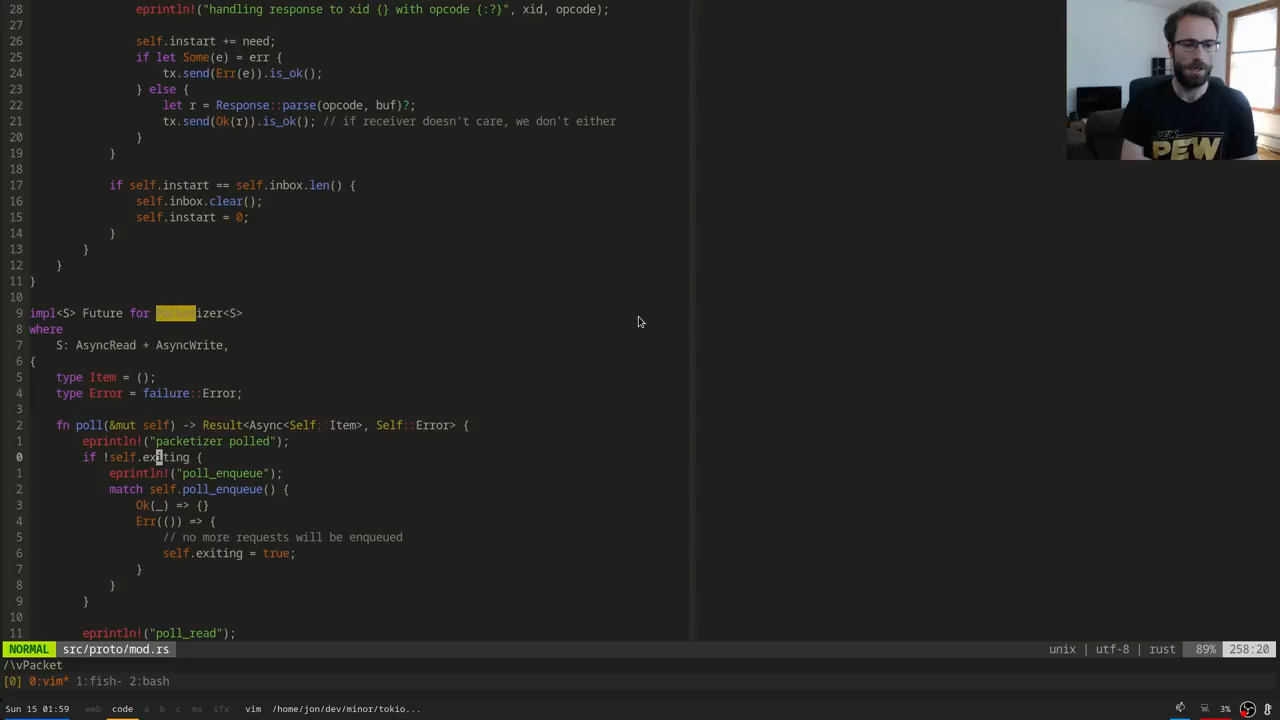 28 eprintln!("handling response to xid {} with opcode {:?}", xid, opcode);
27
26 self.instart += need;
25 if let Some(e) = err {
24 tx.send(Err(e)).is_ok();
23 } else {
22 let r = Response::parse(opcode, buf)?;
21 tx.send(Ok(r)).is_ok(); // if receiver doesn't care, we don't either
20 }
19 }
18
17 if self.instart == self.inbox.len() {
16 self.inbox.clear();
15 self.instart = 0;
14 }
13 }
12 }
11 }
10
9 impl<S> Future for Packetizer<S>
8 where
7 S: AsyncRead + AsyncWrite,
6 {
5 type Item = ();
4 type Error = failure::Error;
3
2 fn poll(&mut self) -> Result<Async<Self::Item>, Self::Error> {
1 eprintln!("packetizer polled");
0 if !self.exiting {
1 eprintln!("poll_enqueue");
2 match self.poll_enqueue() {
3 Ok(_) => {}
4 Err(()) => {
5 // no more requests will be enqueued
6 self.exiting = true;
7 }
8 }
9 }
10
11 eprintln!("poll_read");
NORMAL src/proto/mod.rs unix | utf-8 | rust 89% 258:20
/\vPacket
[0] 0:vim* 1:fish- 2:bash
Sun 15 01:59 web code a b c mx sfx vim /home/jon/dev/minor/tokio... 3%
PEW
PEW